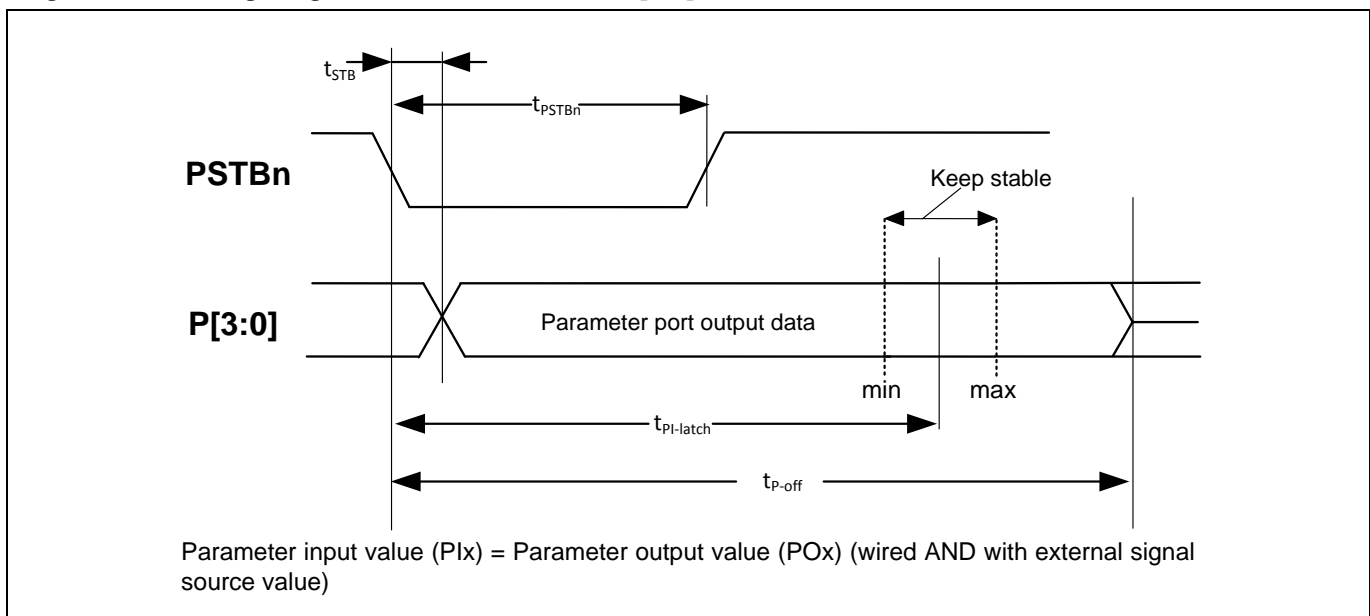 tSTB
tPSTBn
PSTBn
Keep stable
P[3:0]
Parameter port output data
min
max
tPI-latch
tP-off
Parameter input value (PIx) = Parameter output value (POx) (wired AND with external signal
source value)